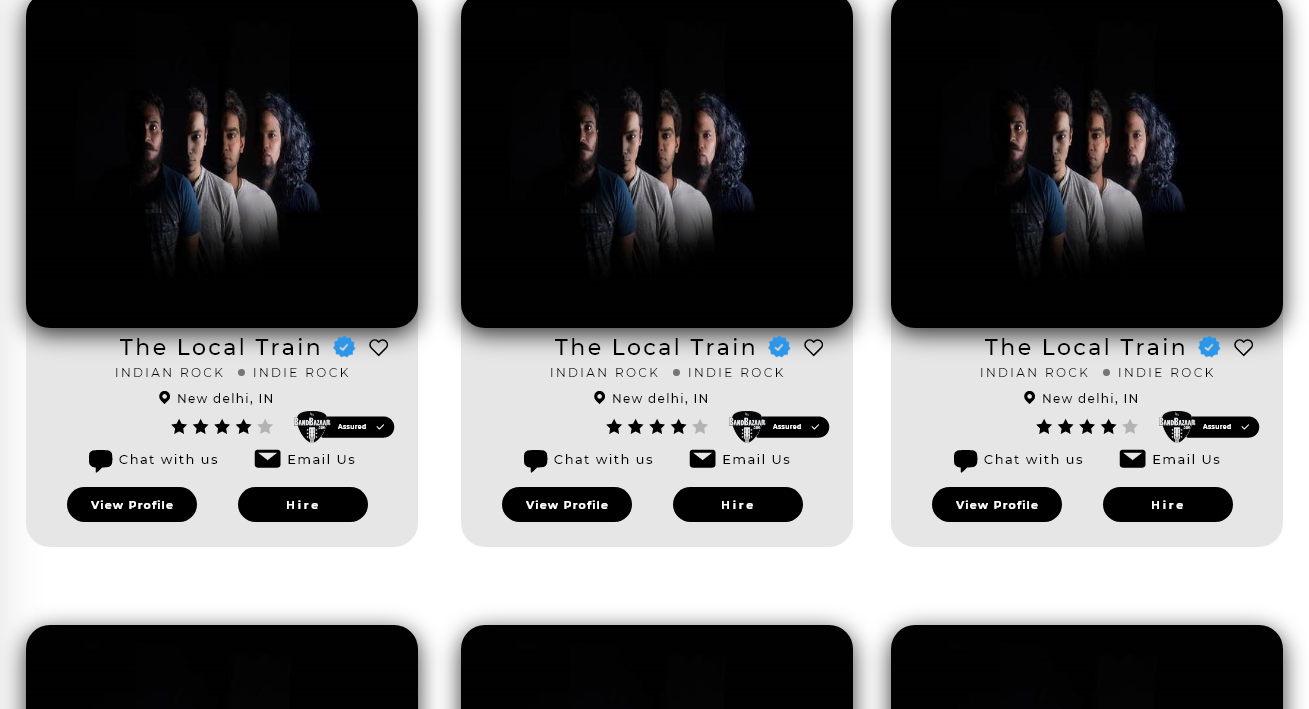 The Local Train The Local Train The Local Train
INDIAN ROCK INDIE ROCK INDIAN ROCK INDIE ROCK INDIAN ROCK INDIE ROCK
New delhi, IN New delhi, IN New delhi, IN
BANDBAZAAR Assured BANDBAZAAR Assured BANDBAZAAR Assured
Chat with us Email Us Chat with us Email Us Chat with us Email Us
View Profile Hire View Profile Hire View Profile Hire